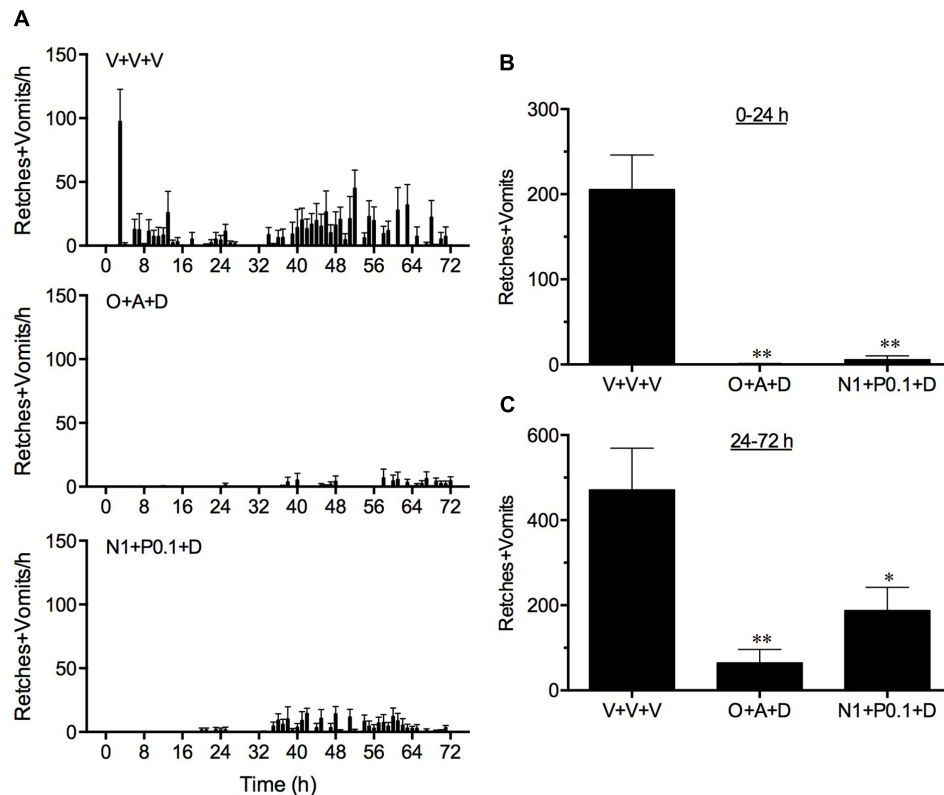 A
V+V+V
Retches+Vomits/h
150
100
50
0
0 8 16 24 32 40 48 56 64 72
O+A+D
Retches+Vomits/h
150
100
50
0
0 8 16 24 32 40 48 56 64 72
N1+P0.1+D
Retches+Vomits/h
150
100
50
0
0 8 16 24 32 40 48 56 64 72
Time (h)
B
0-24 h
Retches+Vomits
300
200
100
0
** **
V+V+V O+A+D N1+P0.1+D
C
24-72 h
Retches+Vomits
600
400
200
0
** *
V+V+V O+A+D N1+P0.1+D